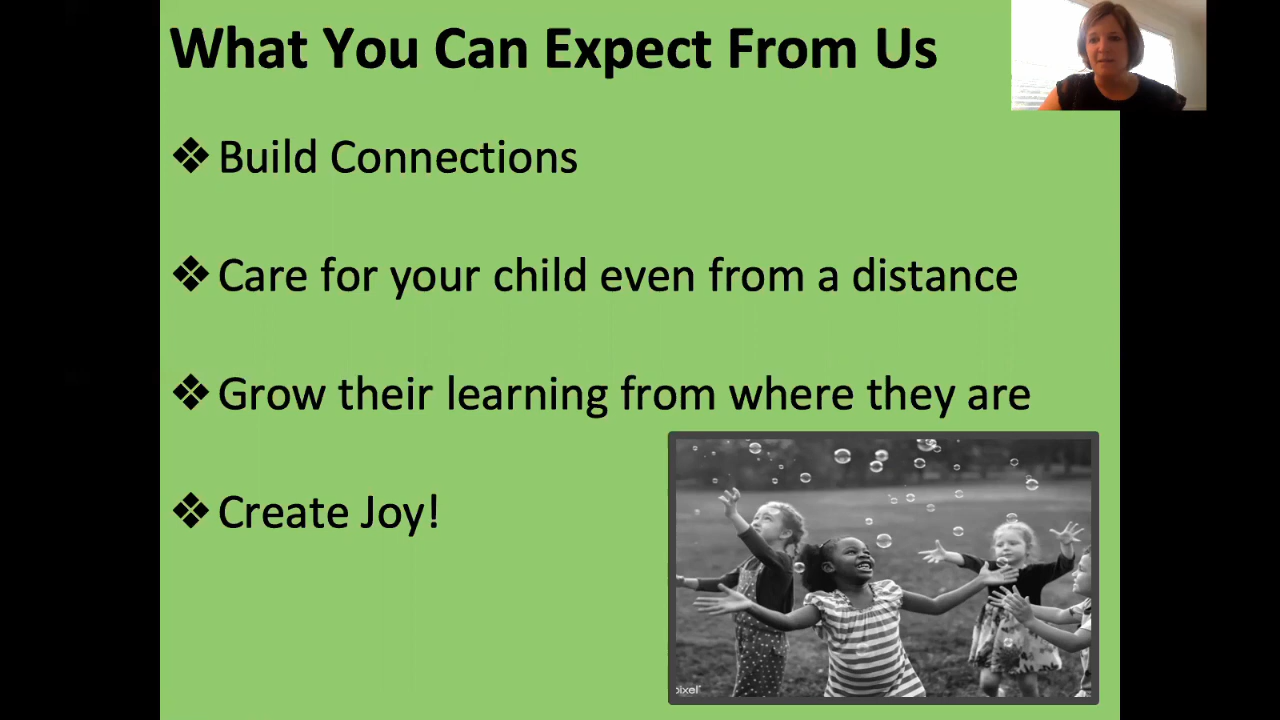 What You Can Expect From Us
❖ Build Connections
❖ Care for your child even from a distance
❖ Grow their learning from where they are
❖ Create Joy!
pixel